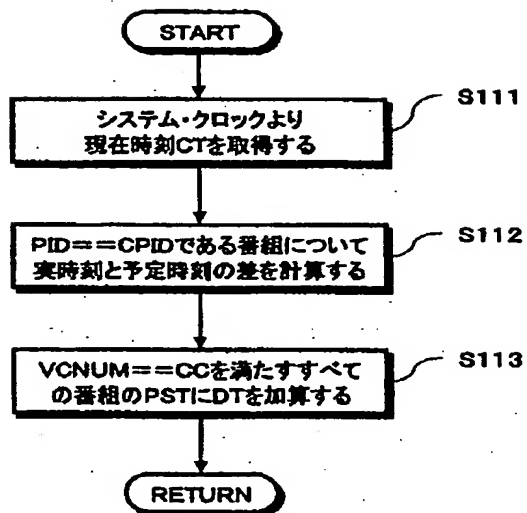 START
システム・クロックより
現在時刻CTを取得する
S111
PID==CPIDである番組について
実時刻と予定時刻の差を計算する
S112
VCNUM==CCを満たすすべて
の番組のPSTにDTを加算する
S113
RETURN